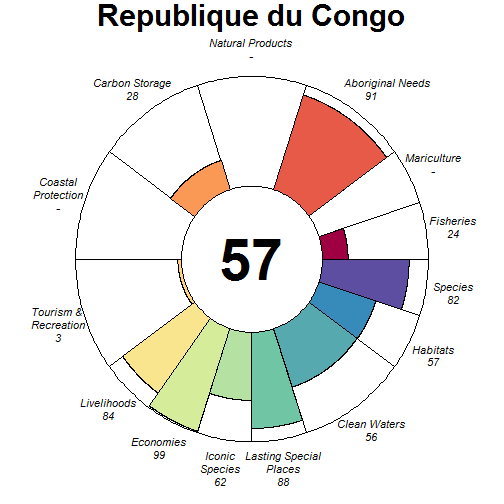 Republique du Congo
Natural Products
-
Carbon Storage
28
Aboriginal Needs
91
Mariculture
-
Coastal
Protection
-
Fisheries
24
57
Species
82
Tourism &
Recreation
3
Habitats
57
Livelihoods
84
Clean Waters
56
Economies
99
Iconic
Species
62
Lasting Special
Places
88